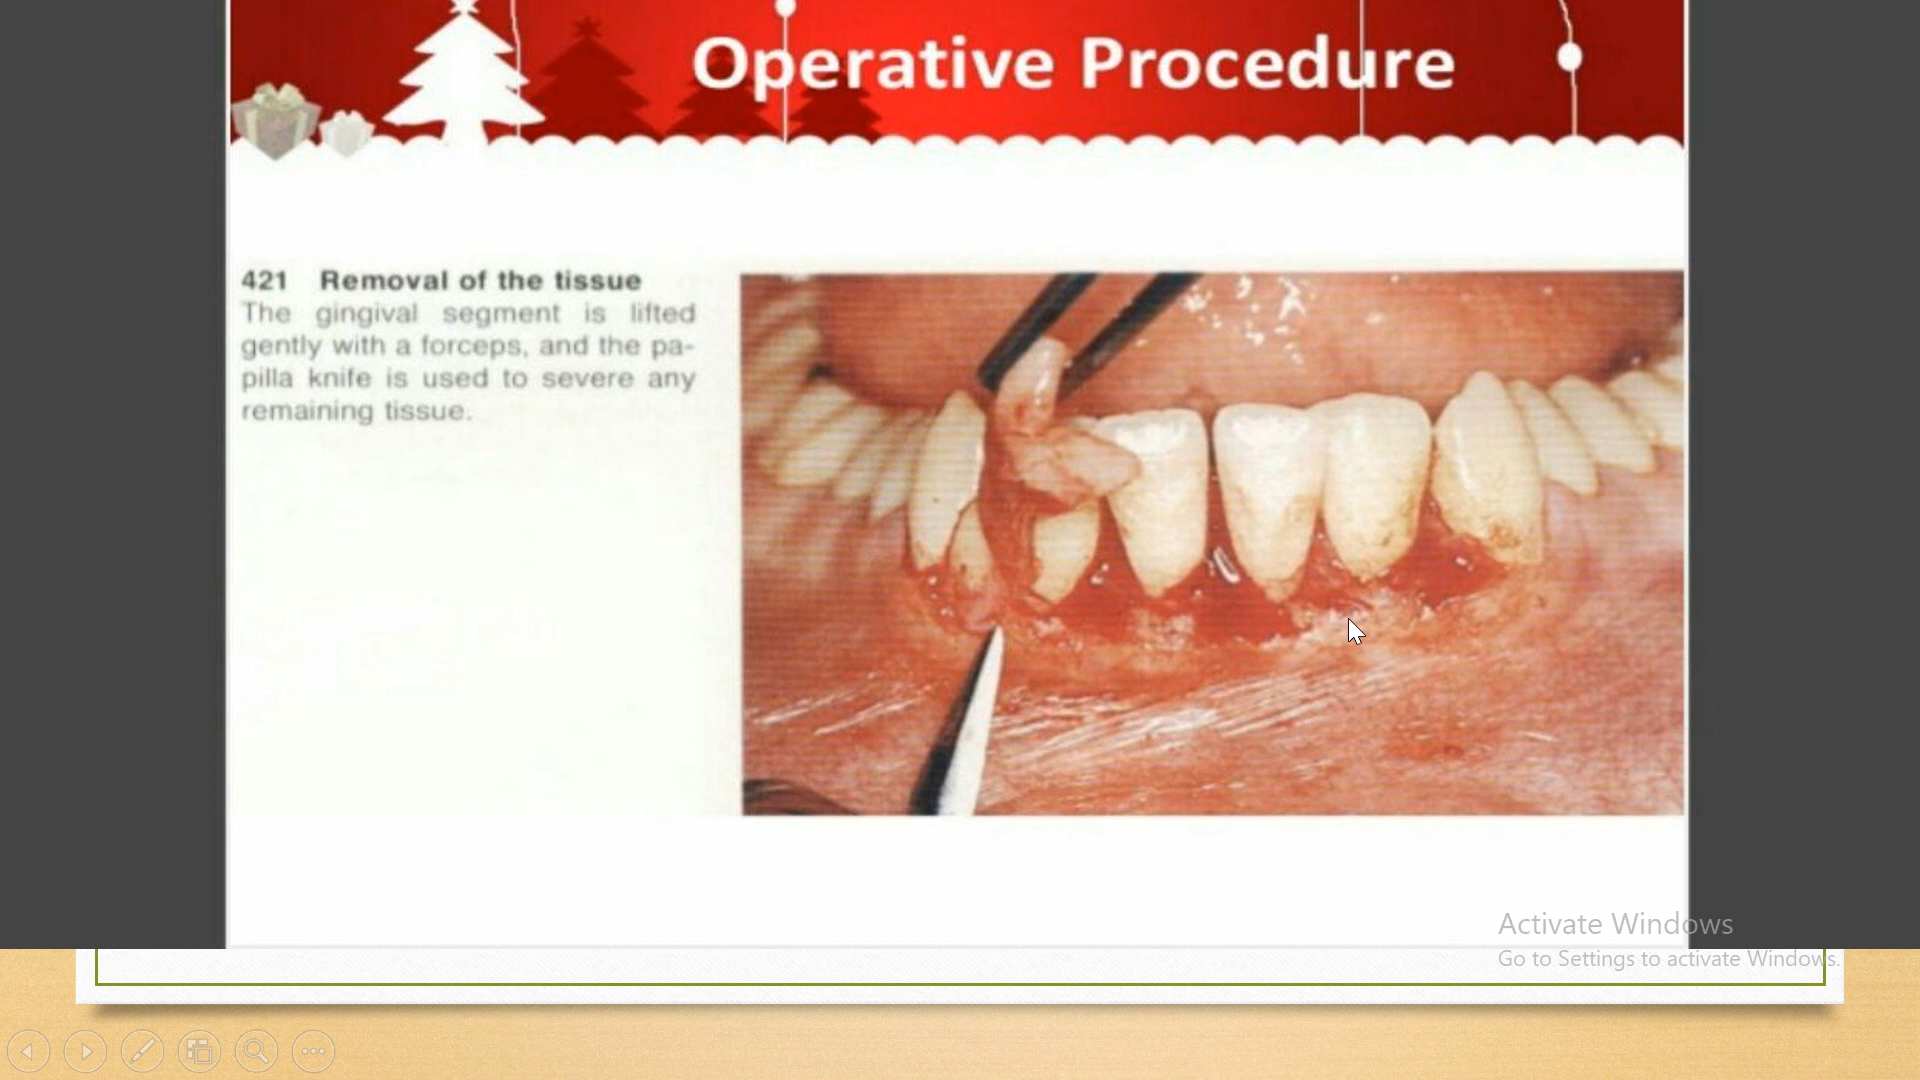 Operative Procedure
421 Removal of the tissue
The gingival segment is lifted
gently with a forceps, and the pa-
pilla knife is used to severe any
remaining tissue.
Activate Windows
Go to Settings to activate Windows.